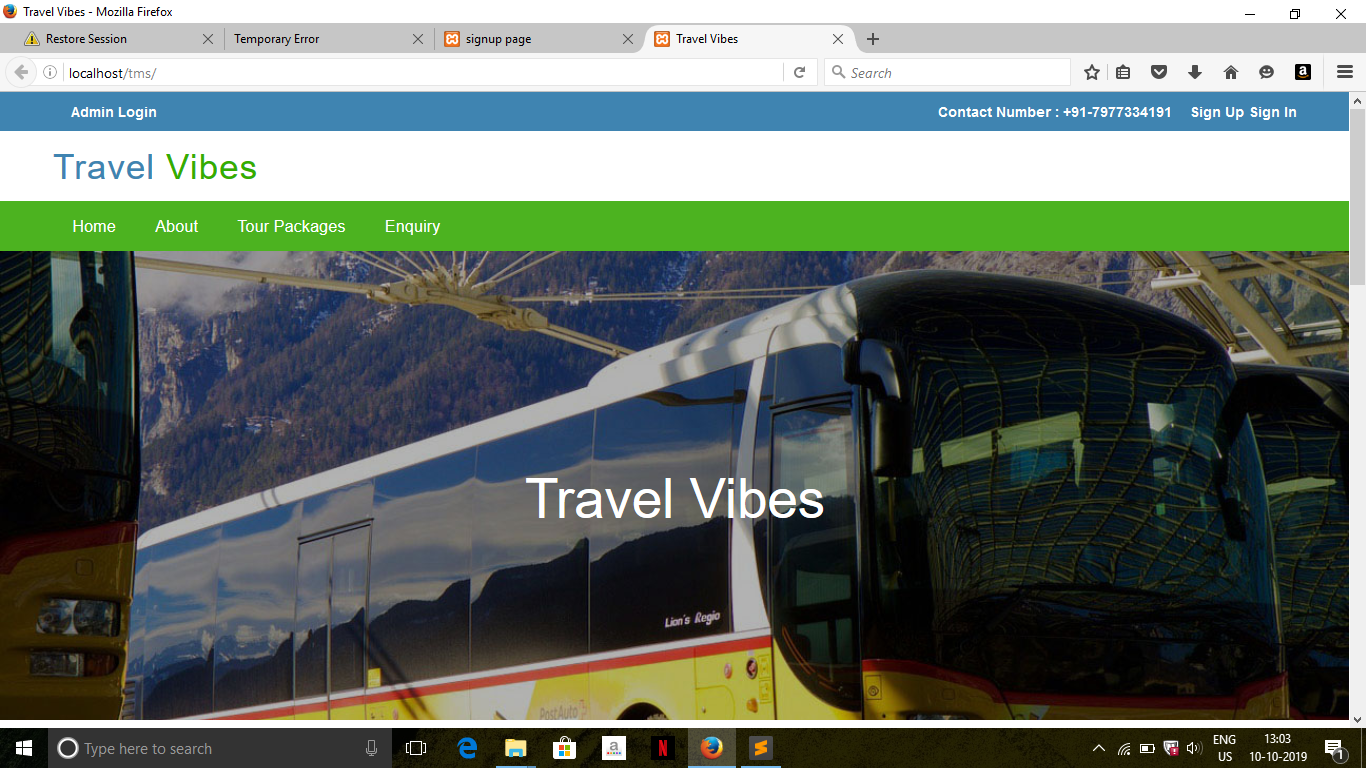 Travel Vibes - Mozilla Firefox
Restore Session Temporary Error signup page Travel Vibes
localhost/tms/ Search
Admin Login Contact Number : +91-7977334191 Sign Up Sign In
Travel Vibes
Home About Tour Packages Enquiry
Travel Vibes
Lion's Regio
PostAuto
Type here to search
ENG 13:03
US 10-10-2019 1